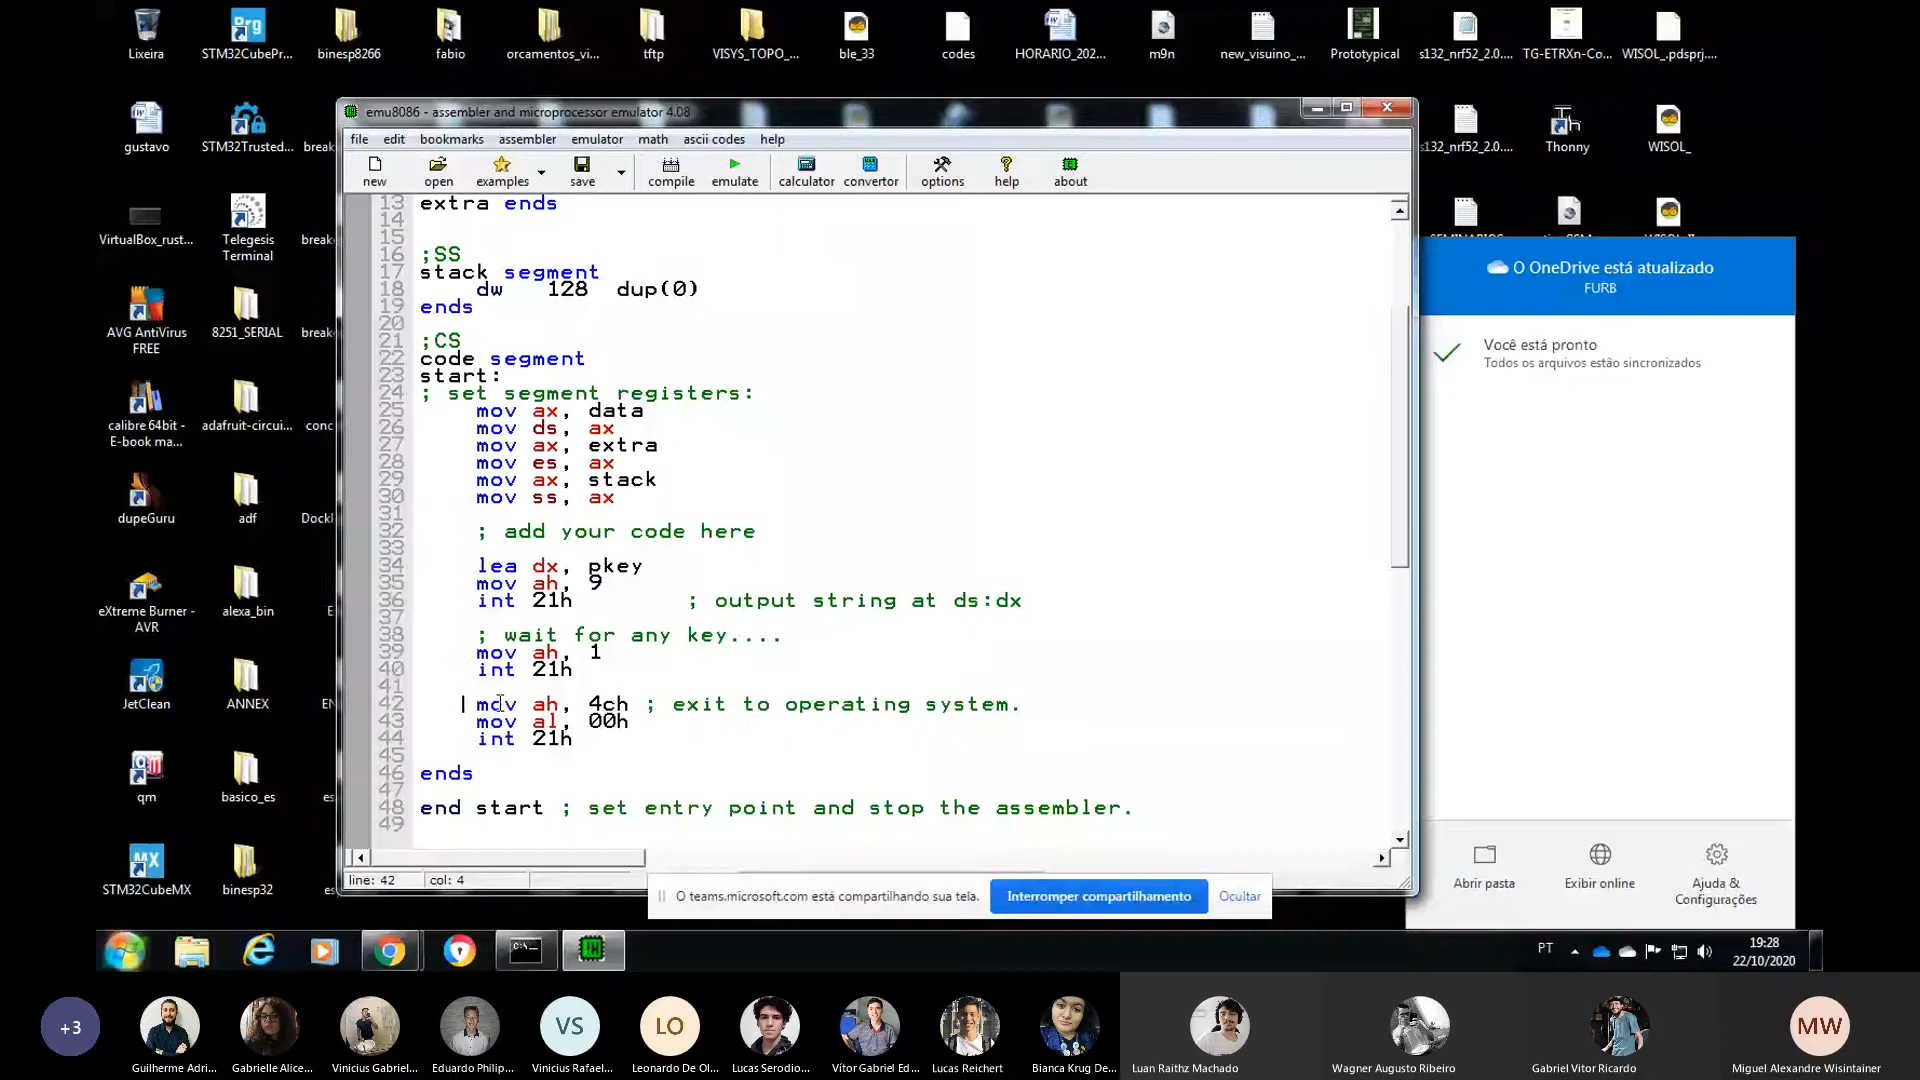 Lixeira
STM32CubePr...
binesp8266
fabio
orcamentos_vi...
tftp
VISYS_TOPO_...
ble_33
codes
HORARIO_202...
m9n
new_visuino_...
Prototypical
s132_nrf52_2.0....
TG-ETRXn-Co...
WISOL_.pdsprj....
gustavo
STM32Trusted...
break
s132_nrf52_2.0....
Thonny
WISOL_
VirtualBox_rust...
Telegesis
Terminal
break
AVG AntiVirus
FREE
8251_SERIAL
break
calibre 64bit -
E-book ma...
adafruit-circui...
conc
dupeGuru
adf
Dockl
eXtreme Burner -
AVR
alexa_bin
E
JetClean
ANNEX
EN
qm
basico_es
es
STM32CubeMX
binesp32
es
emu8086 - assembler and microprocessor emulator 4.08
file edit bookmarks assembler emulator math ascii codes help
new open examples save compile emulate calculator convertor options help about
13 extra ends
14
15
16 ;SS
17 stack segment
18 dw 128 dup(0)
19 ends
20
21 ;CS
22 code segment
23 start:
24 ; set segment registers:
25 mov ax, data
26 mov ds, ax
27 mov ax, extra
28 mov es, ax
29 mov ax, stack
30 mov ss, ax
31
32 ; add your code here
33
34 lea dx, pkey
35 mov ah, 9
36 int 21h ; output string at ds:dx
37
38 ; wait for any key....
39 mov ah, 1
40 int 21h
41
42 mov ah, 4ch ; exit to operating system.
43 mov al, 00h
44 int 21h
45
46 ends
47
48 end start ; set entry point and stop the assembler.
49
line: 42 col: 4
O OneDrive está atualizado
FURB
Você está pronto
Todos os arquivos estão sincronizados
Abrir pasta
Exibir online
Ajuda &
Configurações
O teams.microsoft.com está compartilhando sua tela.
Interromper compartilhamento
Ocultar
PT
19:28
22/10/2020
+3
VS
LO
MW
Guilherme Adri...
Gabrielle Alice...
Vinicius Gabriel...
Eduardo Philip...
Vinicius Rafael...
Leonardo De Ol...
Lucas Serodio...
Vítor Gabriel Ed...
Lucas Reichert
Bianca Krug De...
Luan Raithz Machado
Wagner Augusto Ribeiro
Gabriel Vitor Ricardo
Miguel Alexandre Wisintainer